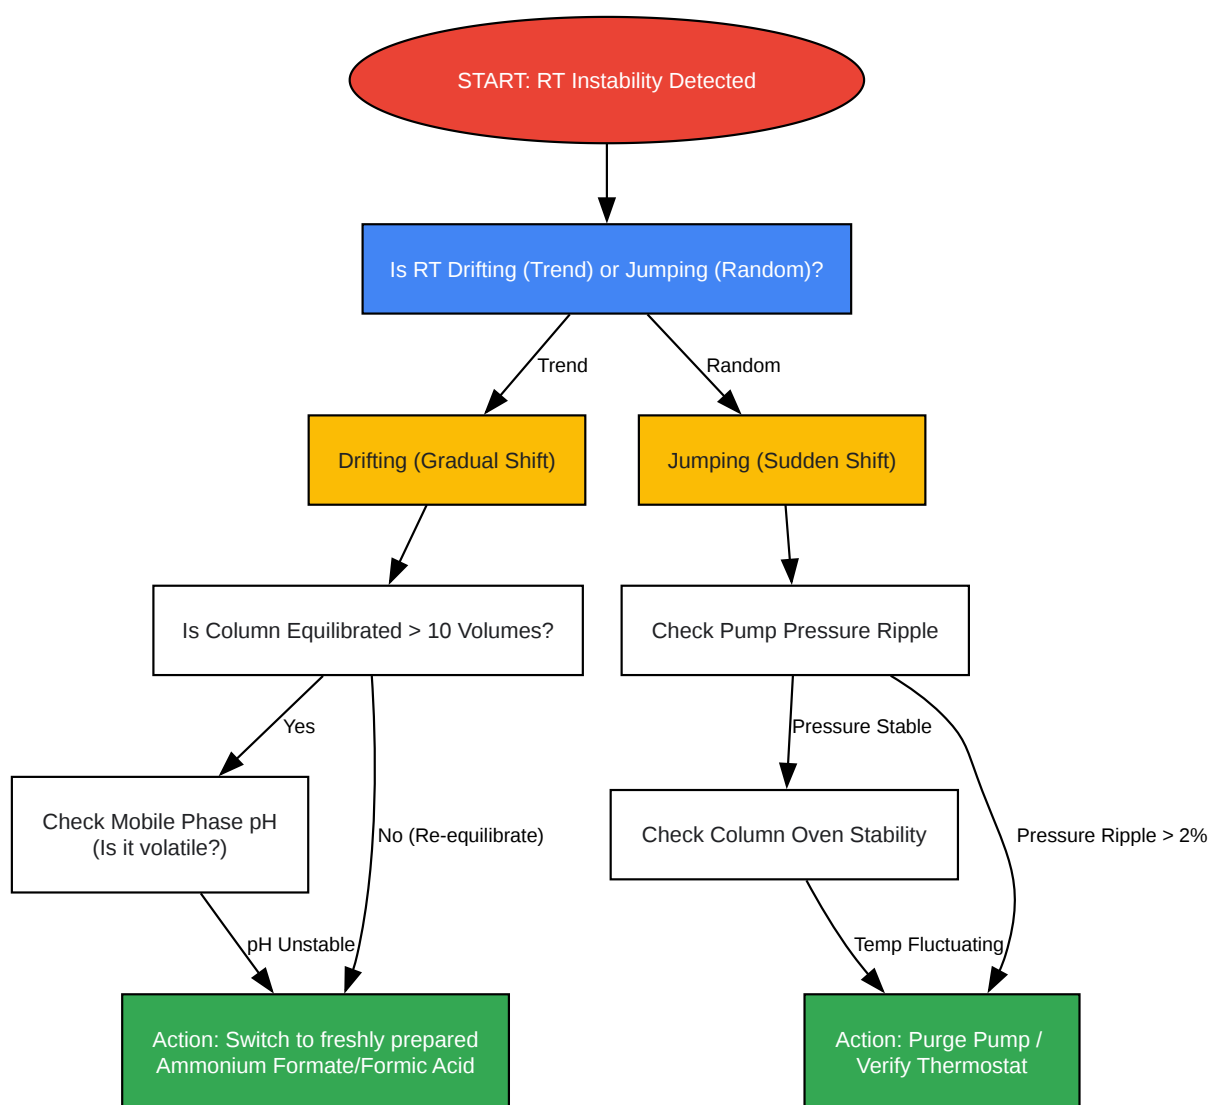 START: RT Instability Detected
Is RT Drifting (Trend) or Jumping (Random)?
Trend
Random
Drifting (Gradual Shift)
Jumping (Sudden Shift)
Is Column Equilibrated > 10 Volumes?
Check Pump Pressure Ripple
Yes
Pressure Stable
Check Mobile Phase pH
(Is it volatile?)
No (Re-equilibrate)
Check Column Oven Stability
Pressure Ripple > 2%
pH Unstable
Temp Fluctuating
Action: Switch to freshly prepared
Ammonium Formate/Formic Acid
Action: Purge Pump /
Verify Thermostat